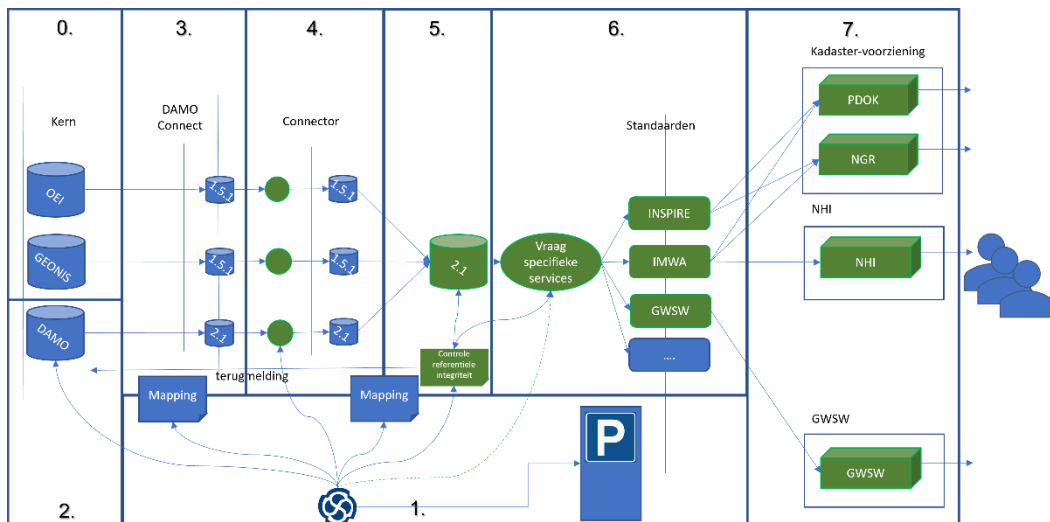 0.
3.
4.
5.
6.
7.
Kadaster-voorziening
Kern
DAMO
Connect
Connector
Standaarden
PDOK
NGR
OEI
1.5.1
1.5.1
INSPIRE
NHI
GEONIS
1.5.1
1.5.1
2.1
Vraag
specifieke
services
IMWA
NHI
GWSW
DAMO
2.1
2.1
Controle
referentiele
integriteit
....
terugmelding
Mapping
Mapping
P
GWSW
GWSW
2.
1.